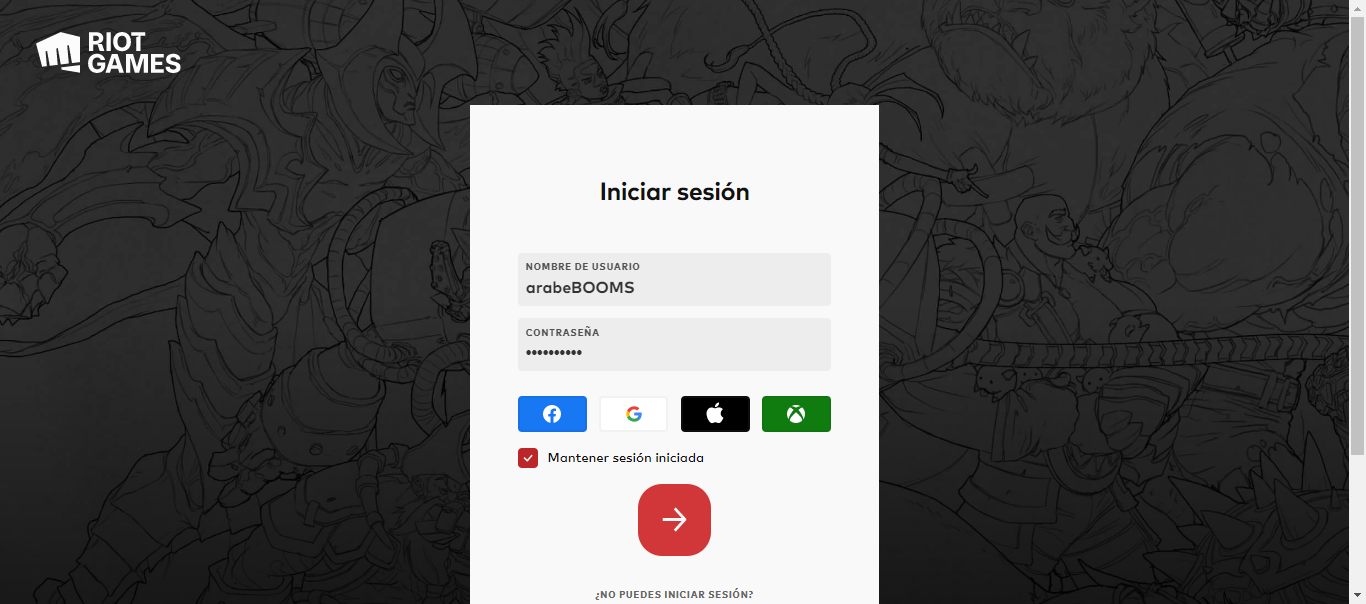 RIOT
GAMES
Iniciar sesión
NOMBRE DE USUARIO
arabeBOOMS
CONTRASEÑA
••••••••••
Mantener sesión iniciada
¿NO PUEDES INICIAR SESIÓN?